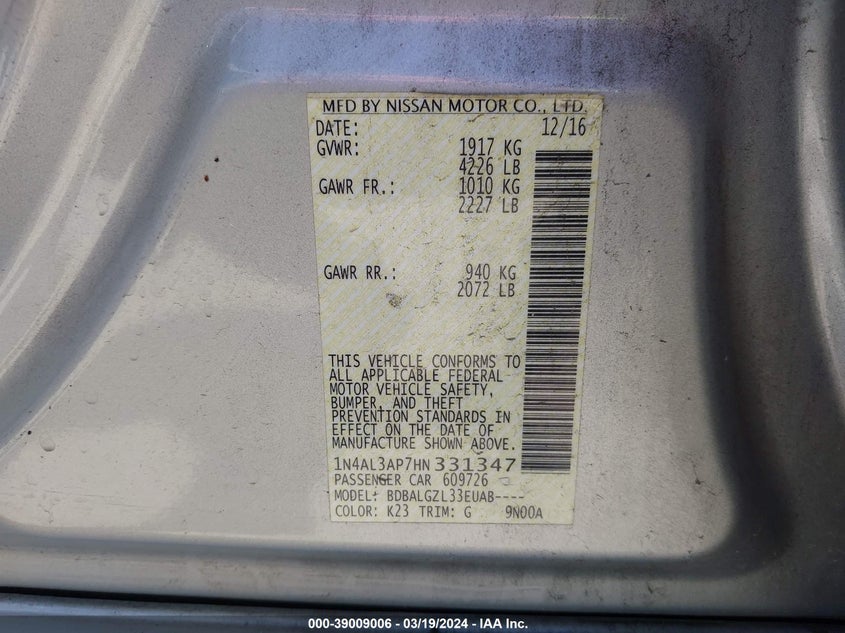 MFD BY NISSAN MOTOR CO., LTD.
DATE: 12/16
GVWR: 1917 KG
4226 LB
GAWR FR.: 1010 KG
2227 LB
GAWR RR.: 940 KG
2072 LB
THIS VEHICLE CONFORMS TO
ALL APPLICABLE FEDERAL
MOTOR VEHICLE SAFETY,
BUMPER, AND THEFT
PREVENTION STANDARDS IN
EFFECT ON THE DATE OF
MANUFACTURE SHOWN ABOVE.
1N4AL3AP7HN331347
PASSENGER CAR 609726
MODEL: BDBALGZL33EUAB----
COLOR: K23 TRIM: G 9N00A
000-39009006 - 03/19/2024 - IAA Inc.